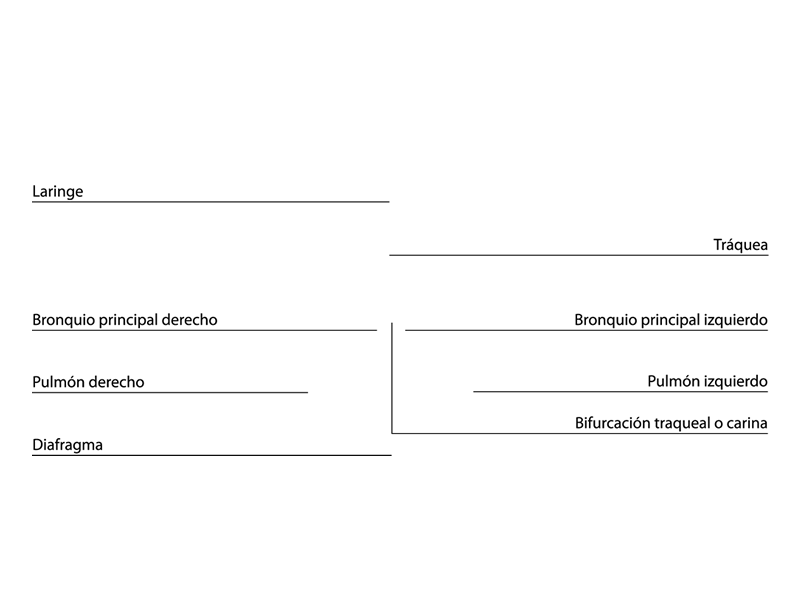 Laringe
Tráquea
Bronquio principal derecho
Bronquio principal izquierdo
Pulmón derecho
Pulmón izquierdo
Bifurcación traqueal o carina
Diafragma